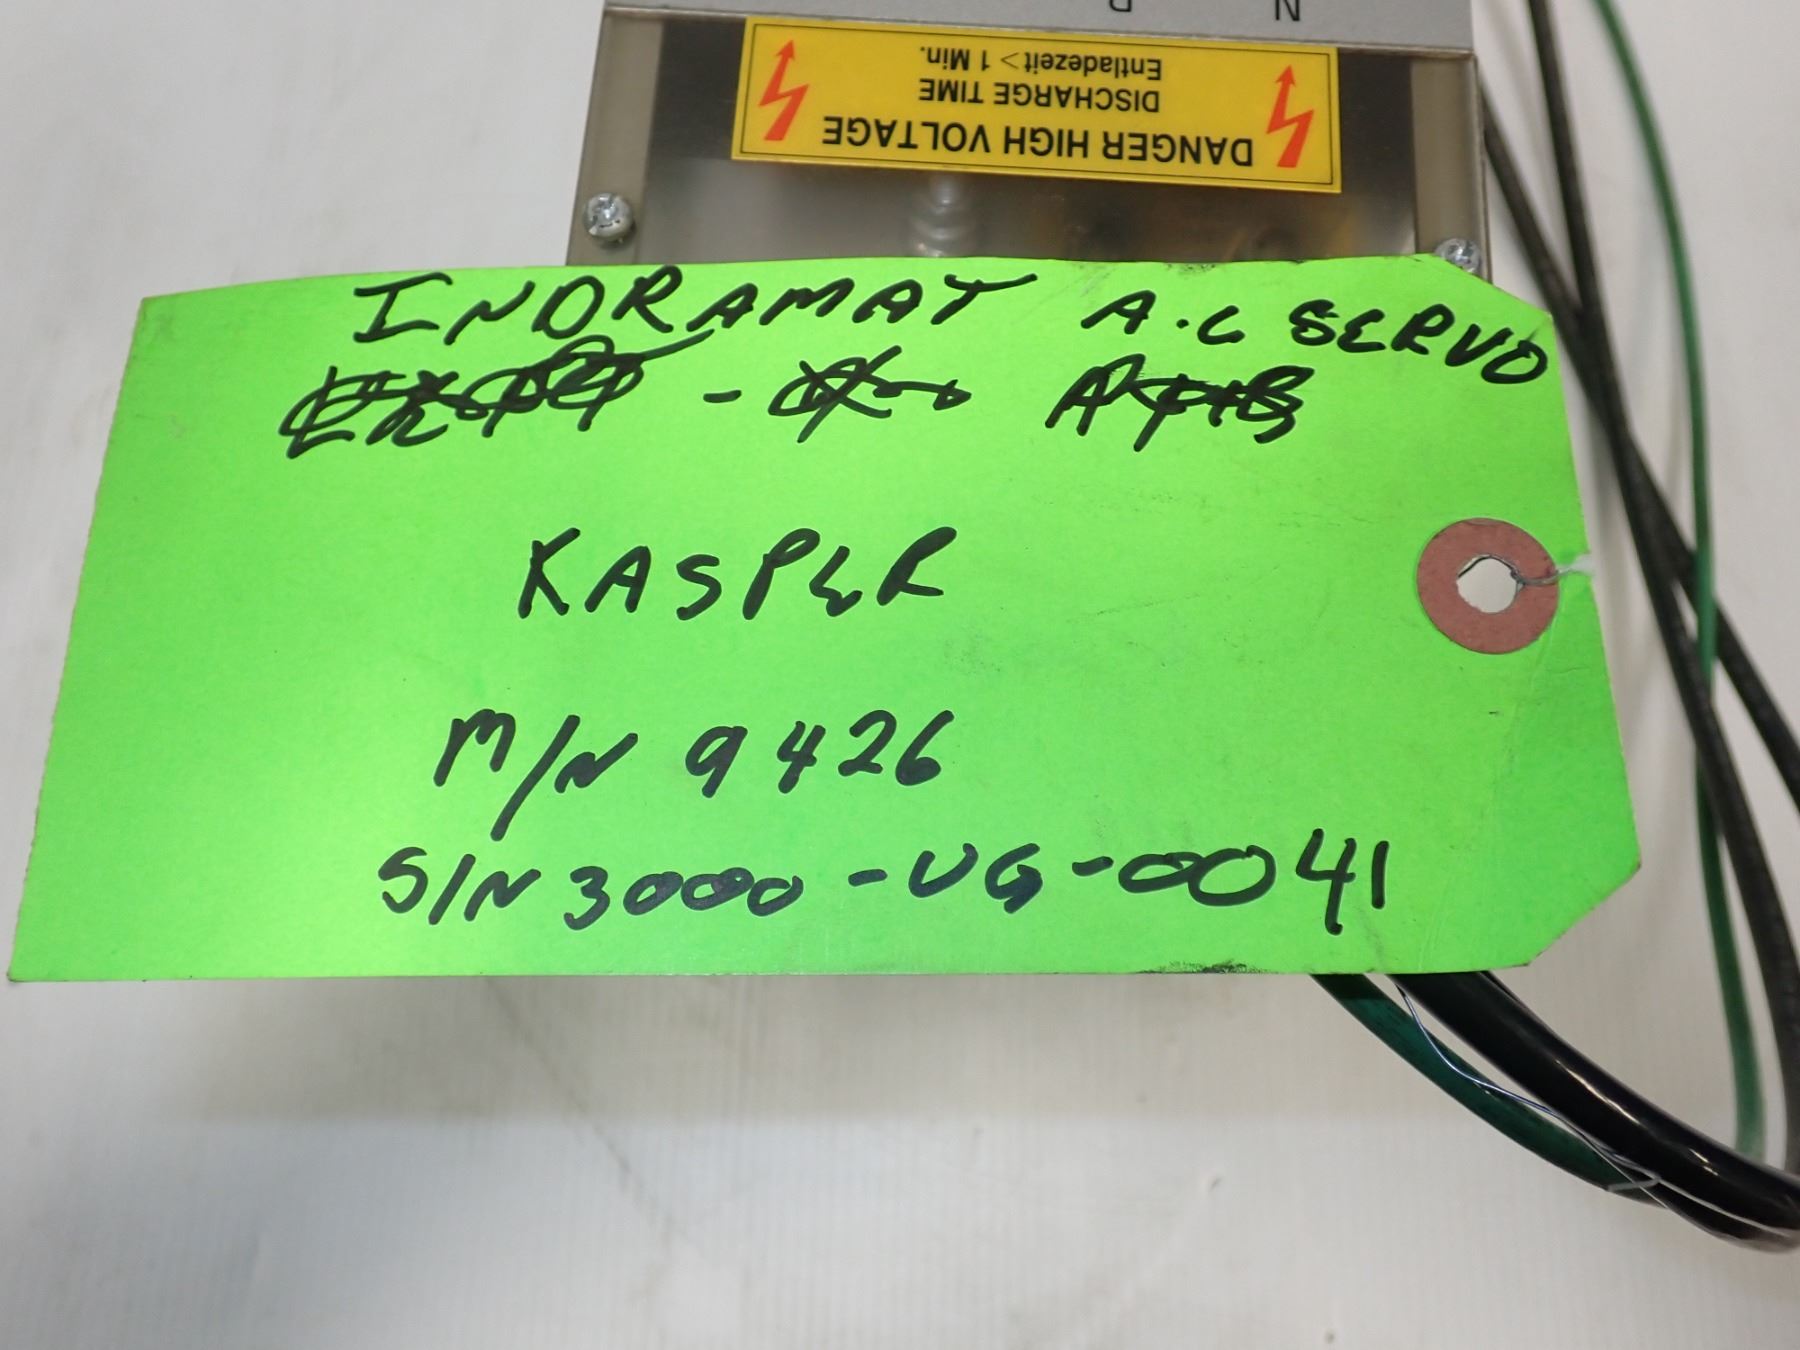 N
DANGER HIGH VOLTAGE
DISCHARGE TIME
Entladezeit > 1 Min.
INDRAMAT A.C SERVO
KASPER
M/N 9426
S/N 3000-UG-0041